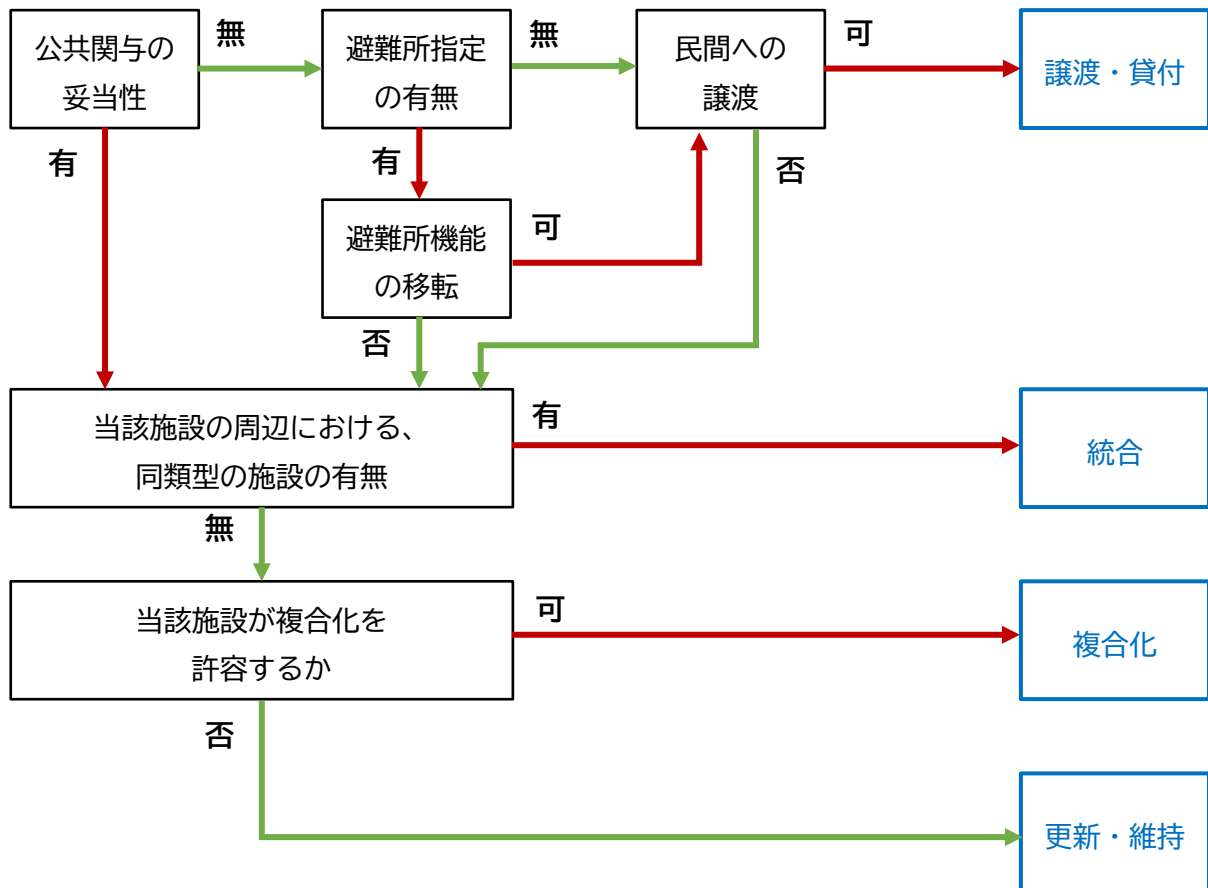 公共関与の
妥当性
無
避難所指定
の有無
無
民間への
譲渡
可
譲渡・貸付
有
有
否
避難所機能
の移転
可
否
当該施設の周辺における、
同類型の施設の有無
有
統合
無
当該施設が複合化を
許容するか
可
複合化
否
更新・維持